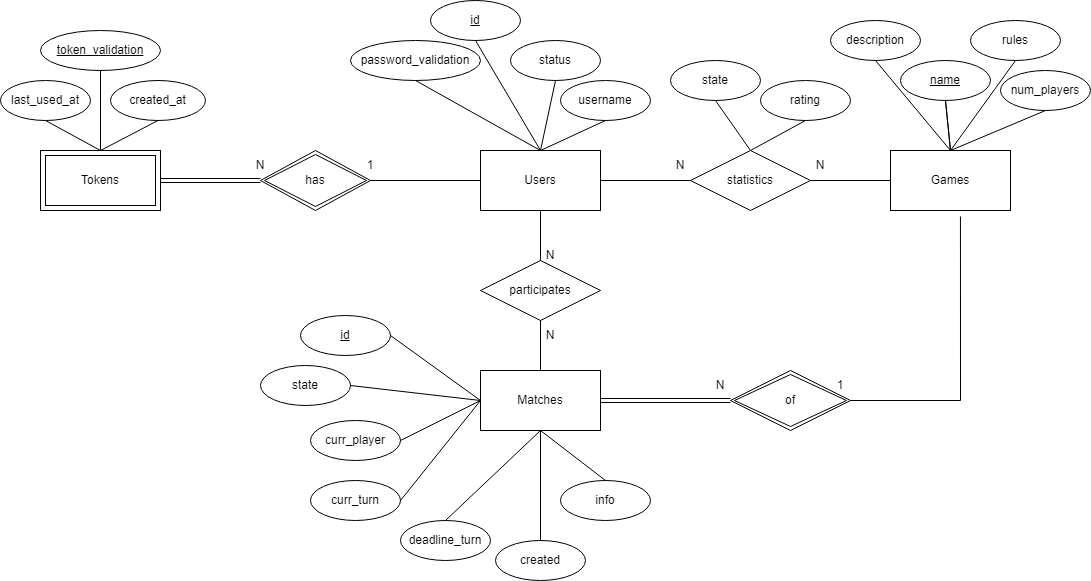 id
token_validation
description
rules
password_validation
status
state
name
num_players
last_used_at
created_at
username
rating
N
1
N
N
Tokens
has
Users
statistics
Games
N
participates
N
id
state
N
1
Matches
of
curr_player
curr_turn
info
deadline_turn
created